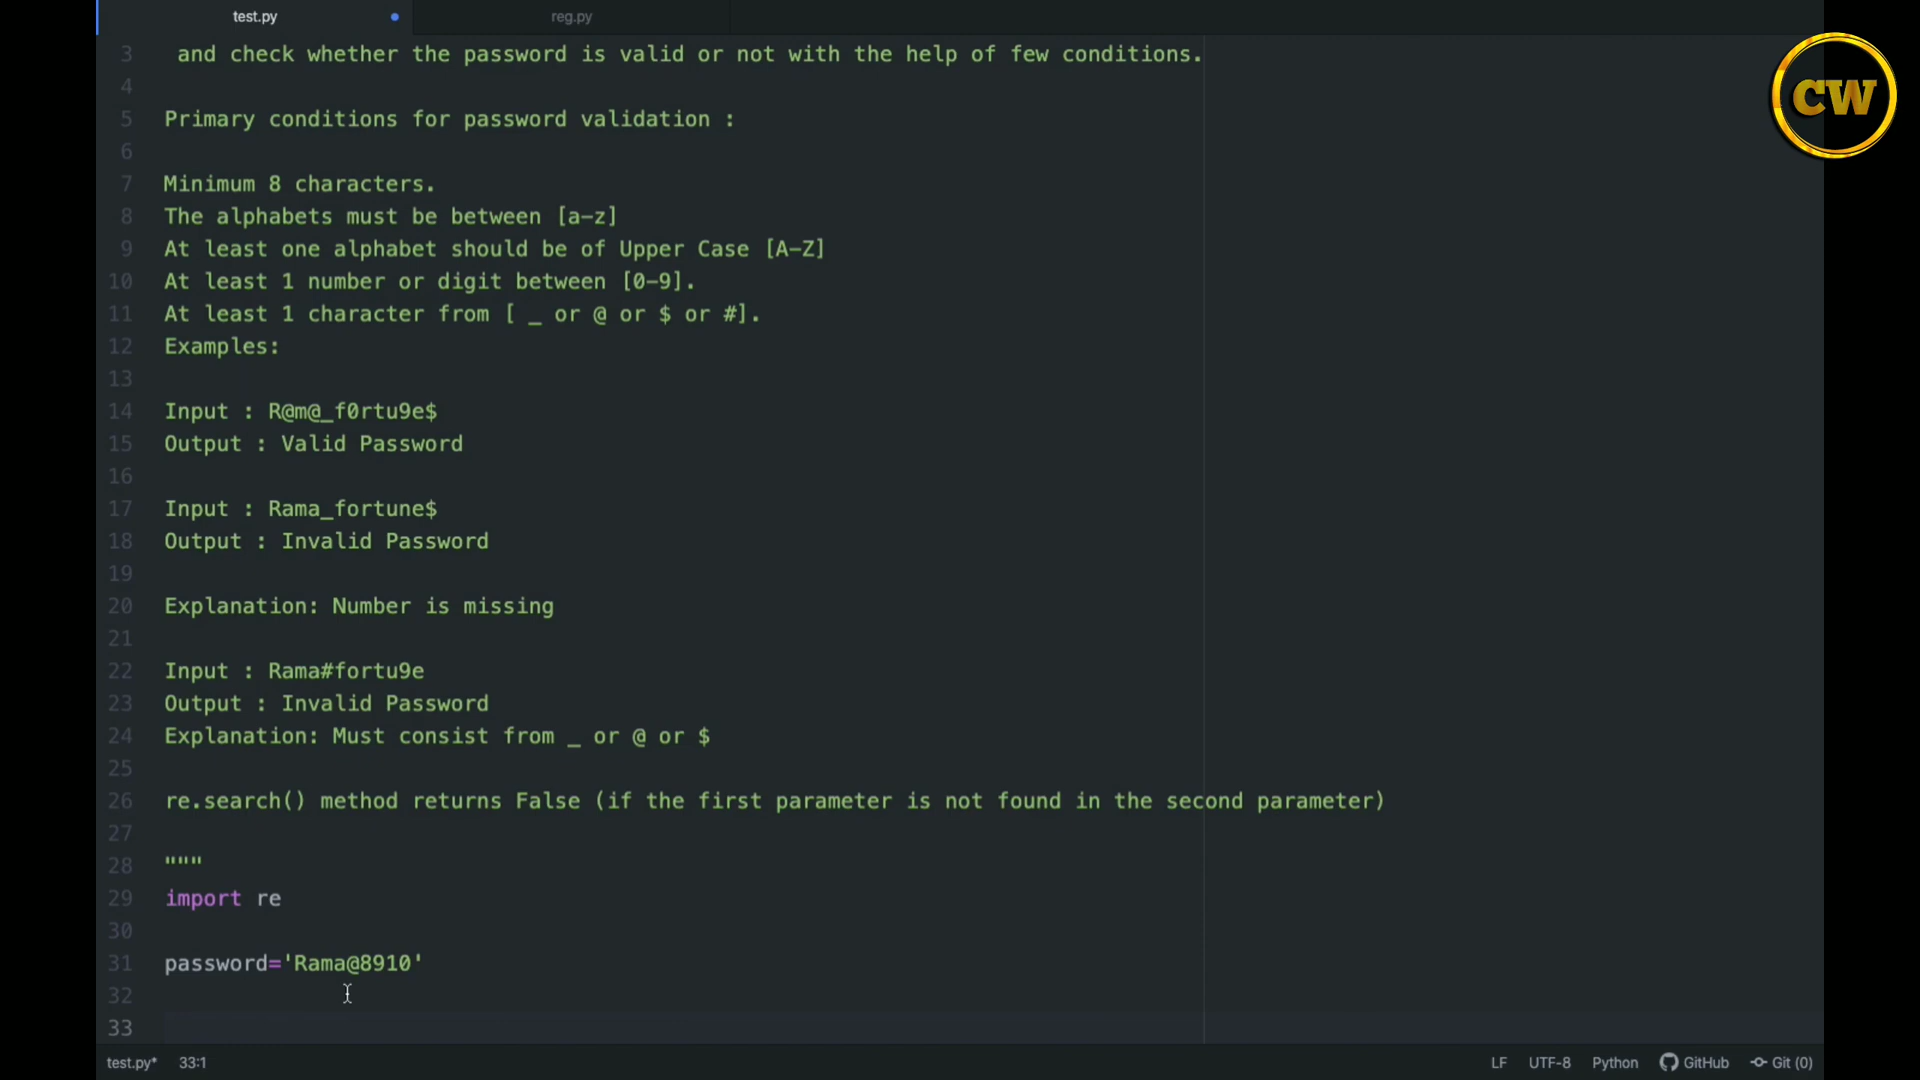 test.py
reg.py
CW
3 and check whether the password is valid or not with the help of few conditions.
4
5 Primary conditions for password validation :
6
7 Minimum 8 characters.
8 The alphabets must be between [a-z]
9 At least one alphabet should be of Upper Case [A-Z]
10 At least 1 number or digit between [0-9].
11 At least 1 character from [ _ or @ or $ or #].
12 Examples:
13
14 Input : R@m@_f0rtu9e$
15 Output : Valid Password
16
17 Input : Rama_fortune$
18 Output : Invalid Password
19
20 Explanation: Number is missing
21
22 Input : Rama#fortu9e
23 Output : Invalid Password
24 Explanation: Must consist from _ or @ or $
25
26 re.search() method returns False (if the first parameter is not found in the second parameter)
27
28 """
29 import re
30
31 password='Rama@8910'
32
33
test.py* 33:1 LF UTF-8 Python GitHub Git (0)